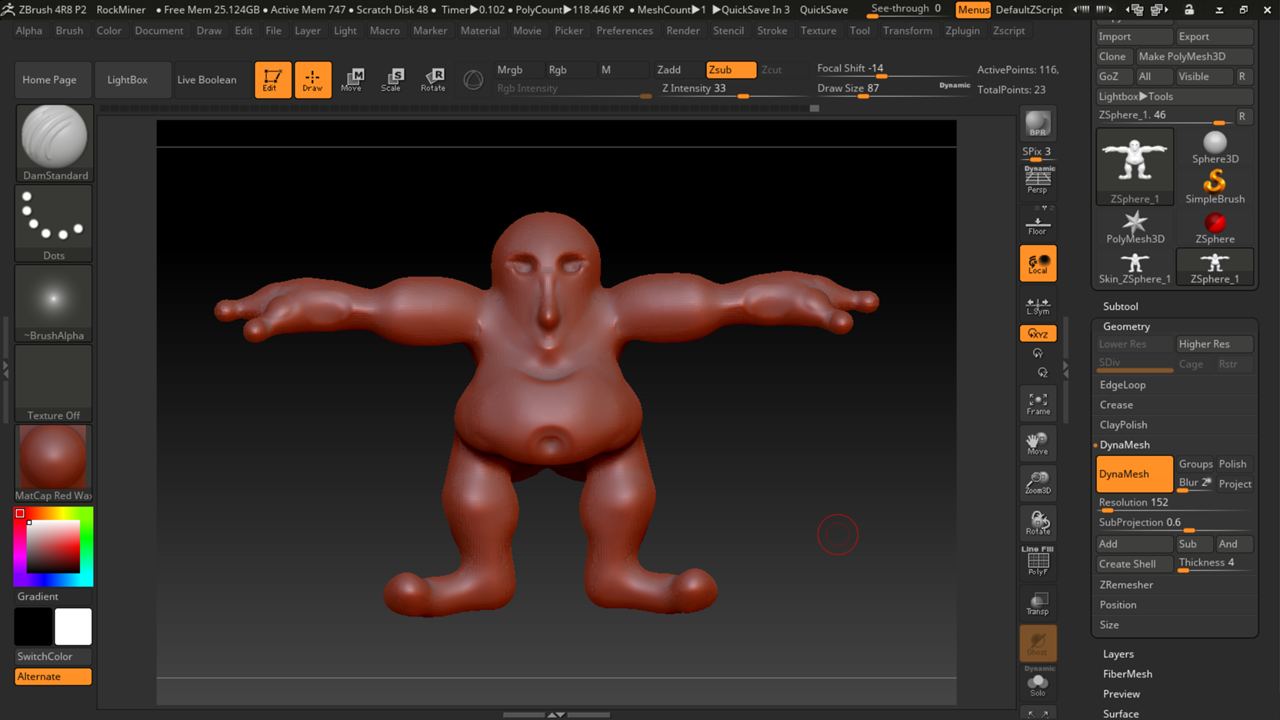 ZBrush 4R8 P2 RockMiner • Free Mem 25.124GB • Active Mem 747 • Scratch Disk 48 • Timer▶0.102 • PolyCount▶118.446 KP • MeshCount▶1 ▶QuickSave In 3 QuickSave See-through 0 Menus DefaultZScript
Alpha Brush Color Document Draw Edit File Layer Light Macro Marker Material Movie Picker Preferences Render Stencil Stroke Texture Tool Transform Zplugin Zscript
Home Page LightBox Live Boolean Edit Draw Move Scale Rotate
Mrgb Rgb M Zadd Zsub Zcut Focal Shift -14 ActivePoints: 116,
Rgb Intensity Z Intensity 33 Draw Size 87 Dynamic TotalPoints: 23
DamStandard
Dots
~BrushAlpha
Texture Off
MatCap Red Wax
Gradient
SwitchColor
Alternate
BPR
SPix 3
Dynamic
Persp
Floor
Local
L.Sym
XYZ
Y
Z
Frame
Move
Zoom3D
Rotate
Line Fill
PolyF
Transp
Ghost
Dynamic
Solo
Import Export
Clone Make PolyMesh3D
GoZ All Visible R
Lightbox▶Tools
ZSphere_1. 46 R
ZSphere_1 Sphere3D
SimpleBrush
PolyMesh3D ZSphere
Skin_ZSphere_1 ZSphere_1
Subtool
Geometry
Lower Res Higher Res
SDiv Cage Rstr
EdgeLoop
Crease
ClayPolish
DynaMesh
DynaMesh Groups Polish
Blur 2 Project
Resolution 152
SubProjection 0.6
Add Sub And
Create Shell Thickness 4
ZRemesher
Position
Size
Layers
FiberMesh
Preview
Surface